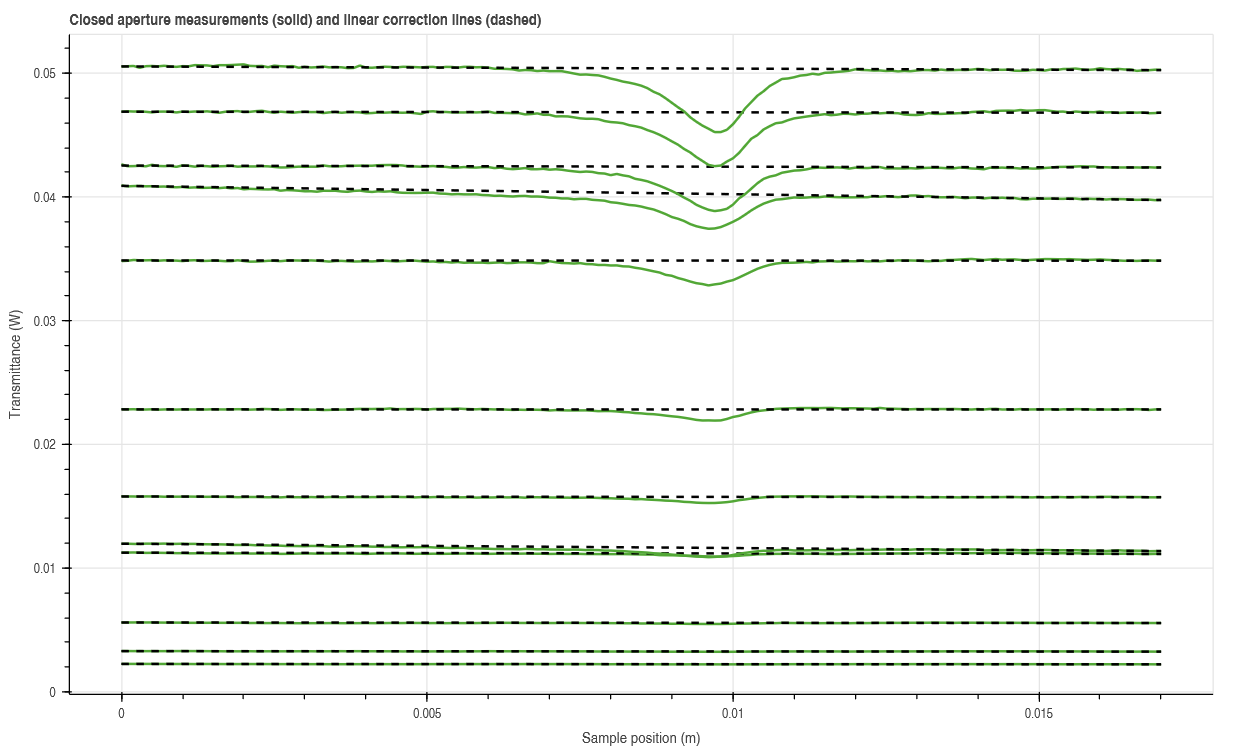 Closed aperture measurements (solid) and linear correction lines (dashed)
0.05
0.04
0.03
0.02
0.01
0
Transmittance (W)
0 0.005 0.01 0.015
Sample position (m)